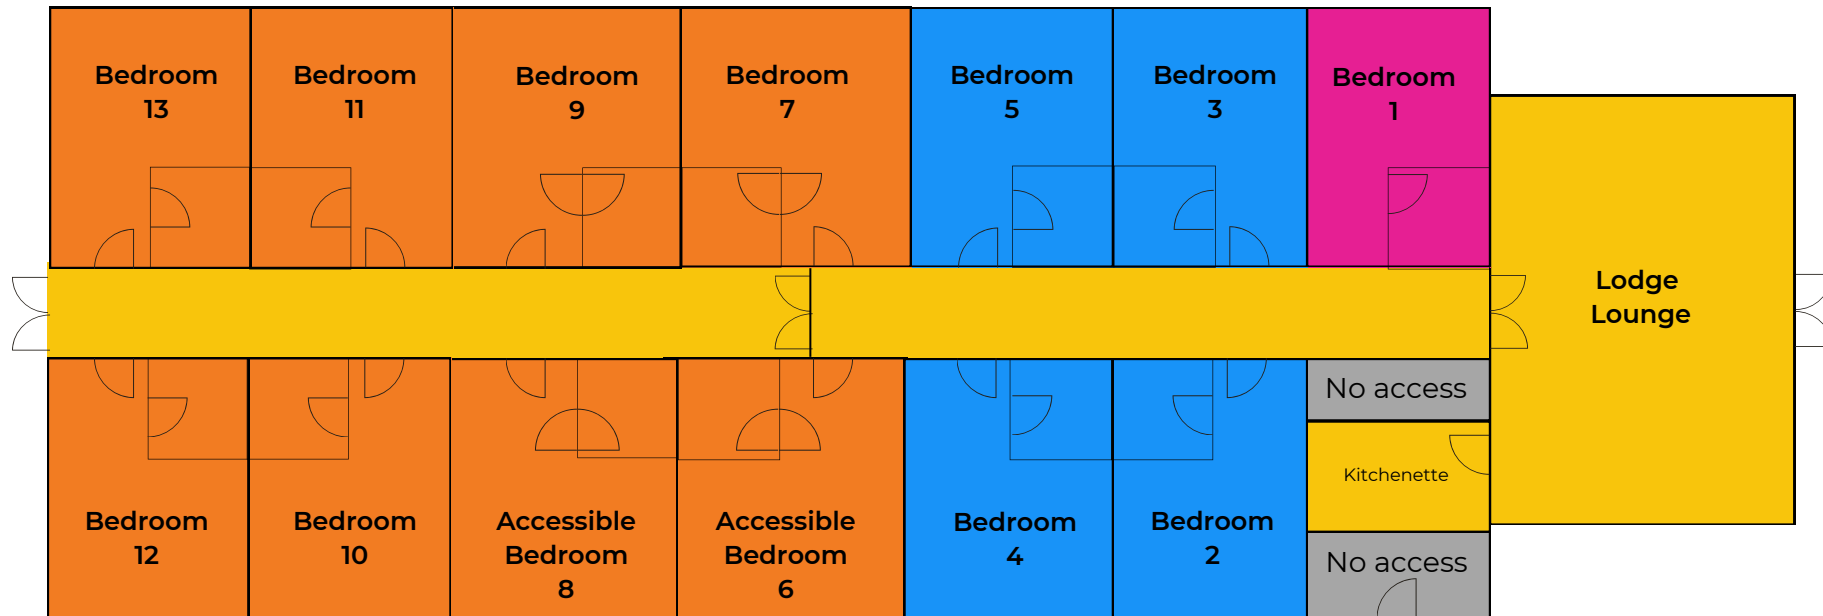 Bedroom
13
Bedroom
11
Bedroom
9
Bedroom
7
Bedroom
5
Bedroom
3
Bedroom
1
Lodge
Lounge
No access
Kitchenette
No access
Bedroom
12
Bedroom
10
Accessible
Bedroom
8
Accessible
Bedroom
6
Bedroom
4
Bedroom
2